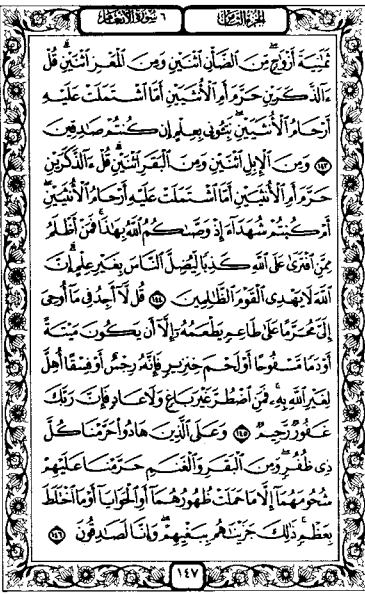 الجزء الثامن
٦ سورة الأنعام
ثَمَٰنِيَةَ أَزْوَٰجٍ مِّنَ ٱلضَّأْنِ ٱثْنَيْنِ وَمِنَ ٱلْمَعْزِ ٱثْنَيْنِ قُلْ
ءَآلذَّكَرَيْنِ حَرَّمَ أَمِ ٱلْأُنثَيَيْنِ أَمَّا ٱشْتَمَلَتْ عَلَيْهِ
أَرْحَامُ ٱلْأُنثَيَيْنِ نَبِّـُٔونِى بِعِلْمٍ إِن كُنتُمْ صَٰدِقِينَ
١٤٣ وَمِنَ ٱلْإِبِلِ ٱثْنَيْنِ وَمِنَ ٱلْبَقَرِ ٱثْنَيْنِ قُلْ ءَآلذَّكَرَيْنِ
حَرَّمَ أَمِ ٱلْأُنثَيَيْنِ أَمَّا ٱشْتَمَلَتْ عَلَيْهِ أَرْحَامُ ٱلْأُنثَيَيْنِ
أَمْ كُنتُمْ شُهَدَآءَ إِذْ وَصَّىٰكُمُ ٱللَّهُ بِهَٰذَا فَمَنْ أَظْلَمُ
مِمَّنِ ٱفْتَرَىٰ عَلَى ٱللَّهِ كَذِبًا لِّيُضِلَّ ٱلنَّاسَ بِغَيْرِ عِلْمٍ إِنَّ
ٱللَّهَ لَا يَهْدِى ٱلْقَوْمَ ٱلظَّٰلِمِينَ ١٤٤ قُل لَّآ أَجِدُ فِى مَآ أُوحِىَ
إِلَىَّ مُحَرَّمًا عَلَىٰ طَاعِمٍ يَطْعَمُهُۥٓ إِلَّآ أَن يَكُونَ مَيْتَةً
أَوْ دَمًا مَّسْفُوحًا أَوْ لَحْمَ خِنزِيرٍ فَإِنَّهُۥ رِجْسٌ أَوْ فِسْقًا أُهِلَّ
لِغَيْرِ ٱللَّهِ بِهِۦ فَمَنِ ٱضْطُرَّ غَيْرَ بَاغٍ وَلَا عَادٍ فَإِنَّ رَبَّكَ
غَفُورٌ رَّحِيمٌ ١٤٥ وَعَلَى ٱلَّذِينَ هَادُوا۟ حَرَّمْنَا كُلَّ
ذِى ظُفُرٍ وَمِنَ ٱلْبَقَرِ وَٱلْغَنَمِ حَرَّمْنَا عَلَيْهِمْ
شُحُومَهُمَآ إِلَّا مَا حَمَلَتْ ظُهُورُهُمَآ أَوِ ٱلْحَوَايَآ أَوْ مَا ٱخْتَلَطَ
بِعَظْمٍ ذَٰلِكَ جَزَيْنَٰهُم بِبَغْيِهِمْ وَإِنَّا لَصَٰدِقُونَ ١٤٦
١٤٧